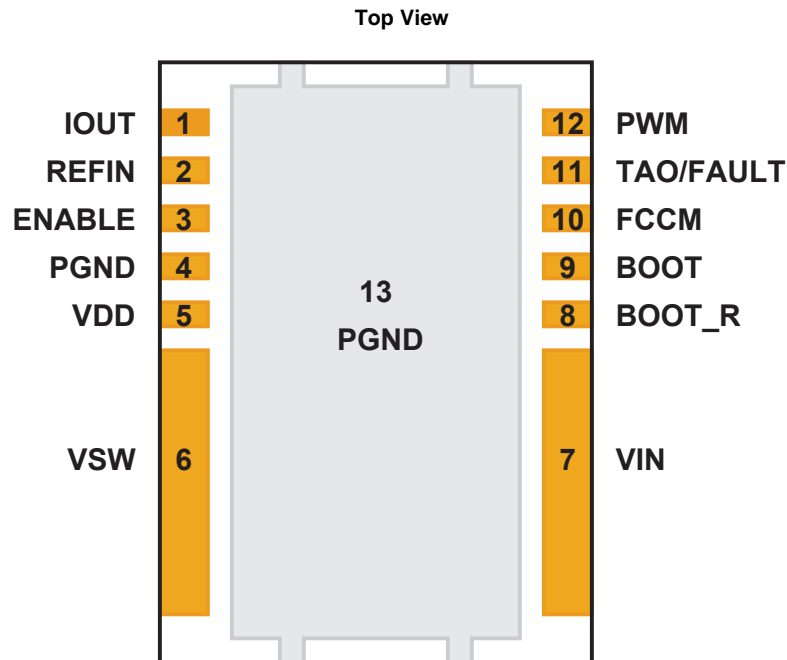 Top View
IOUT 1 12 PWM
REFIN 2 11 TAO/FAULT
ENABLE 3 10 FCCM
PGND 4 9 BOOT
13
VDD 5 8 BOOT_R
PGND
VSW 6 7 VIN